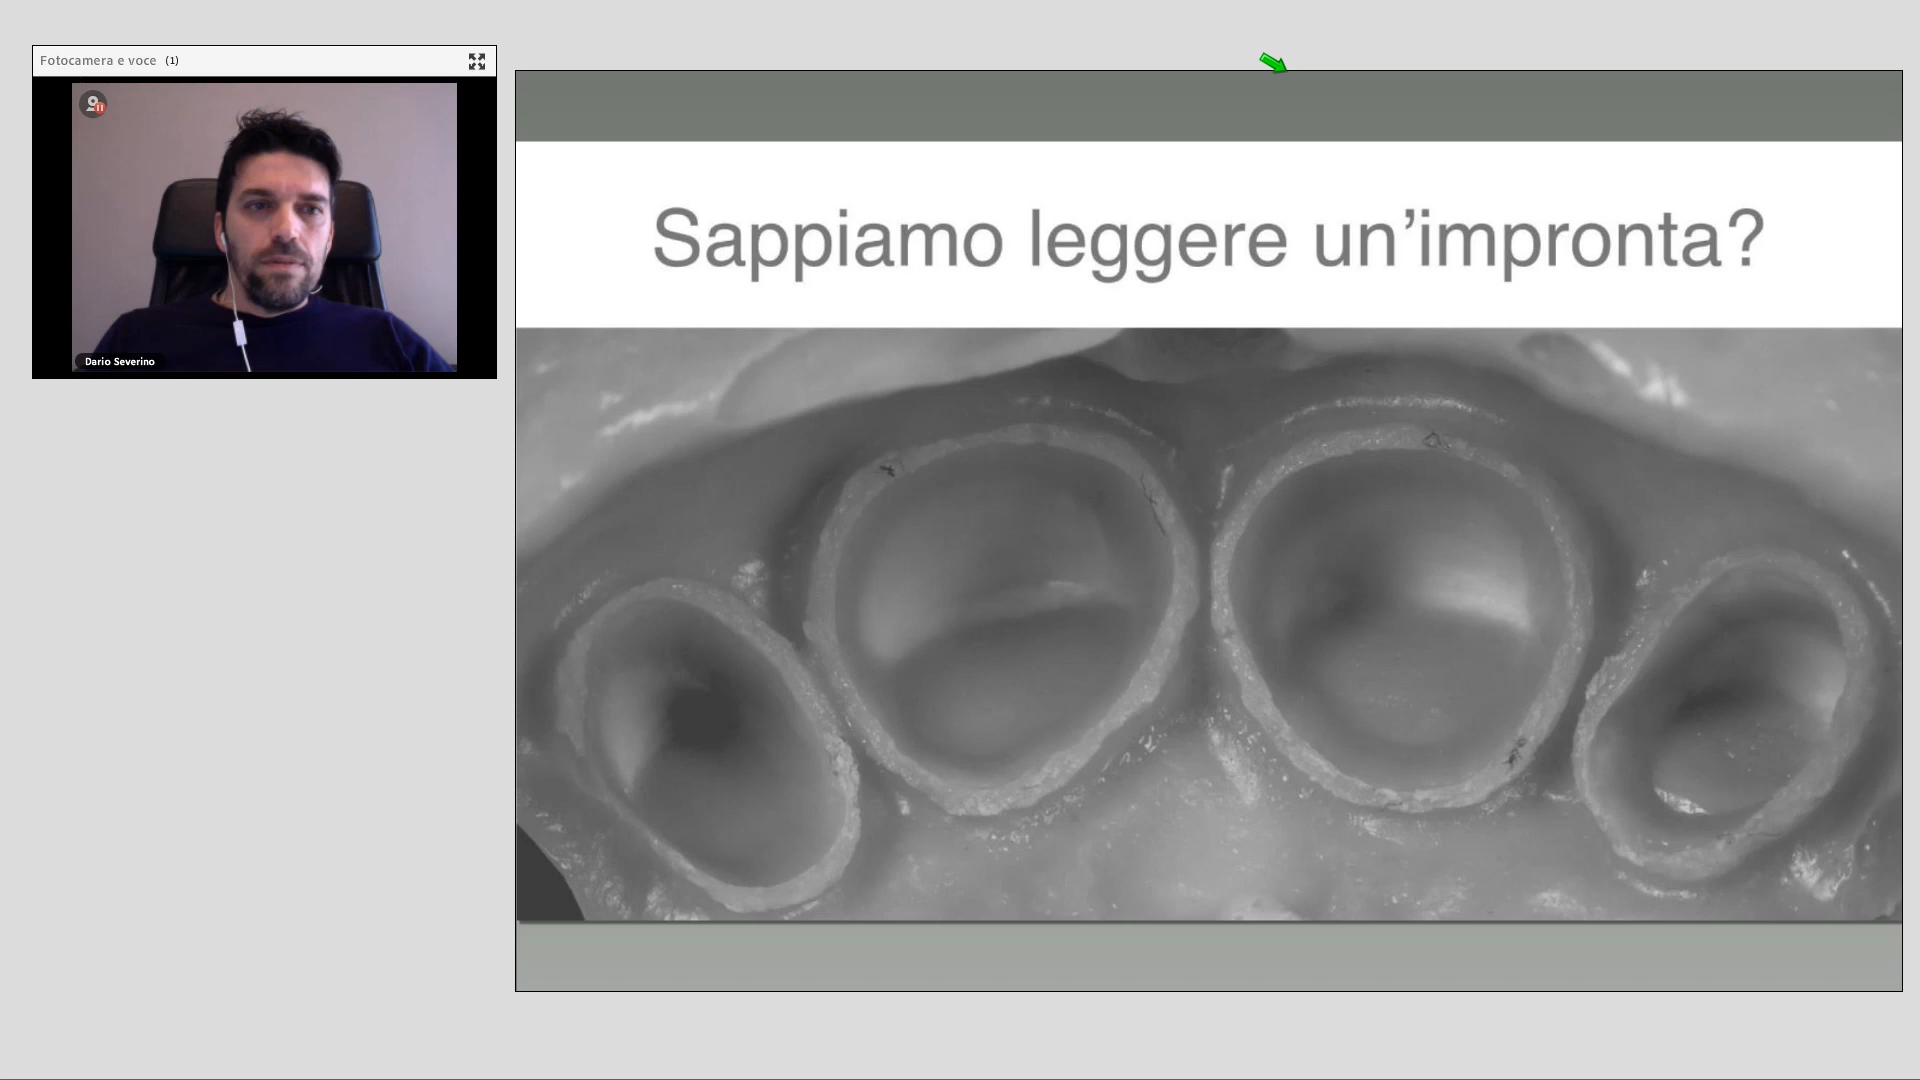 Fotocamera e voce (1)
Dario Severino
Sappiamo leggere un’impronta?